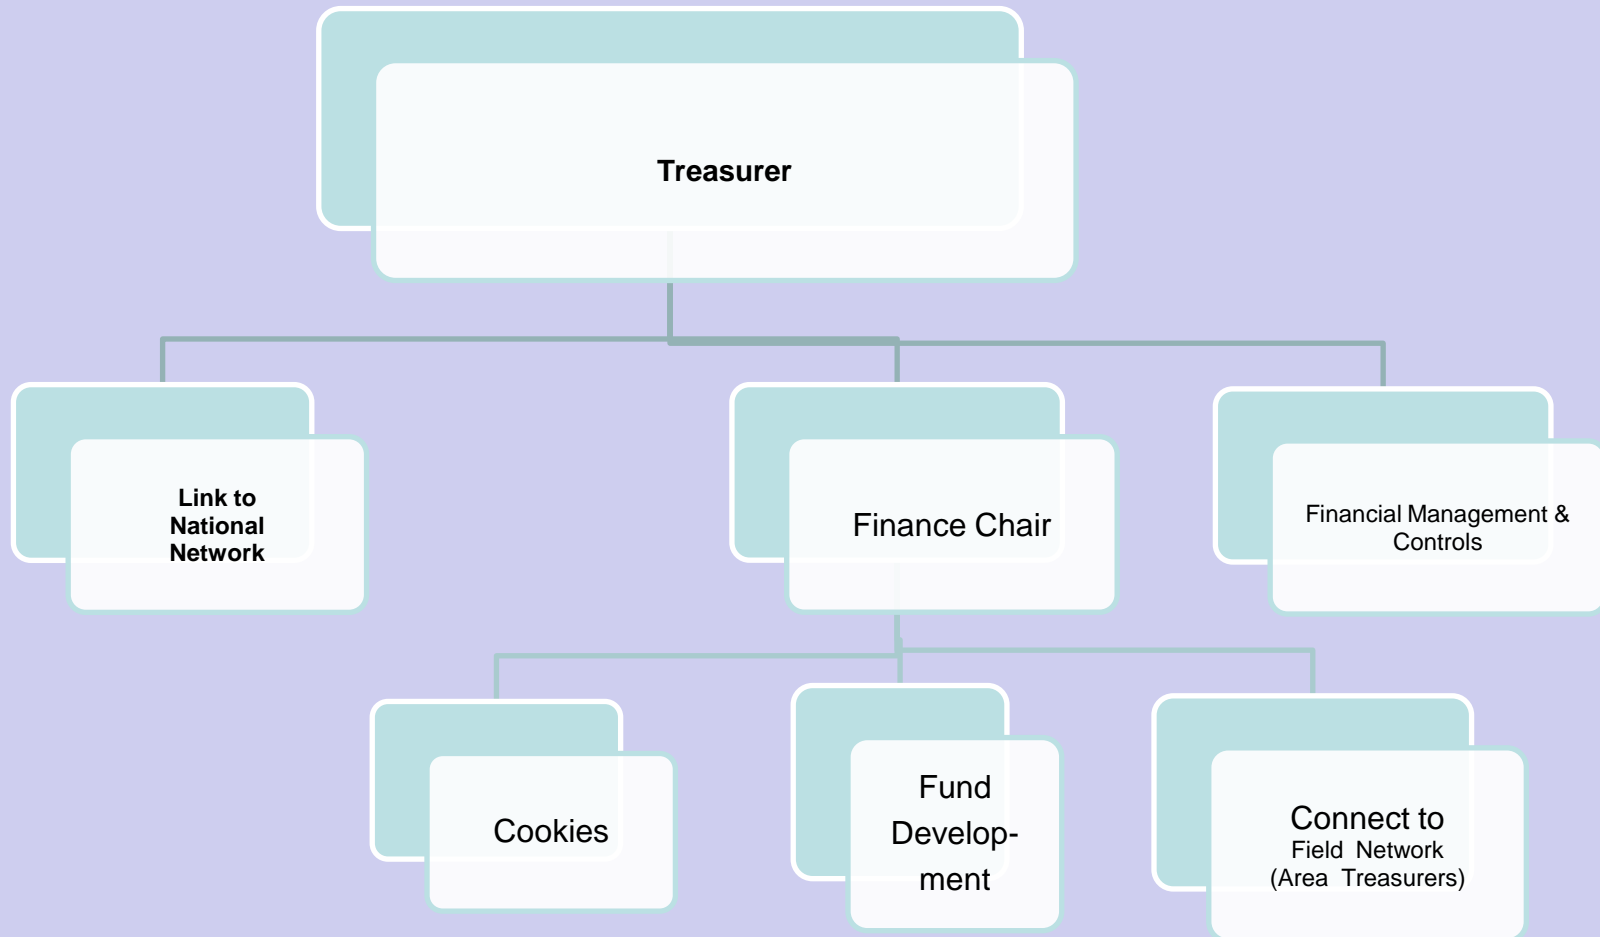 Treasurer
Link to
National
Network
Finance Chair
Financial Management &
Controls
Cookies
Fund
Develop-
ment
Connect to
Field Network
(Area Treasurers)